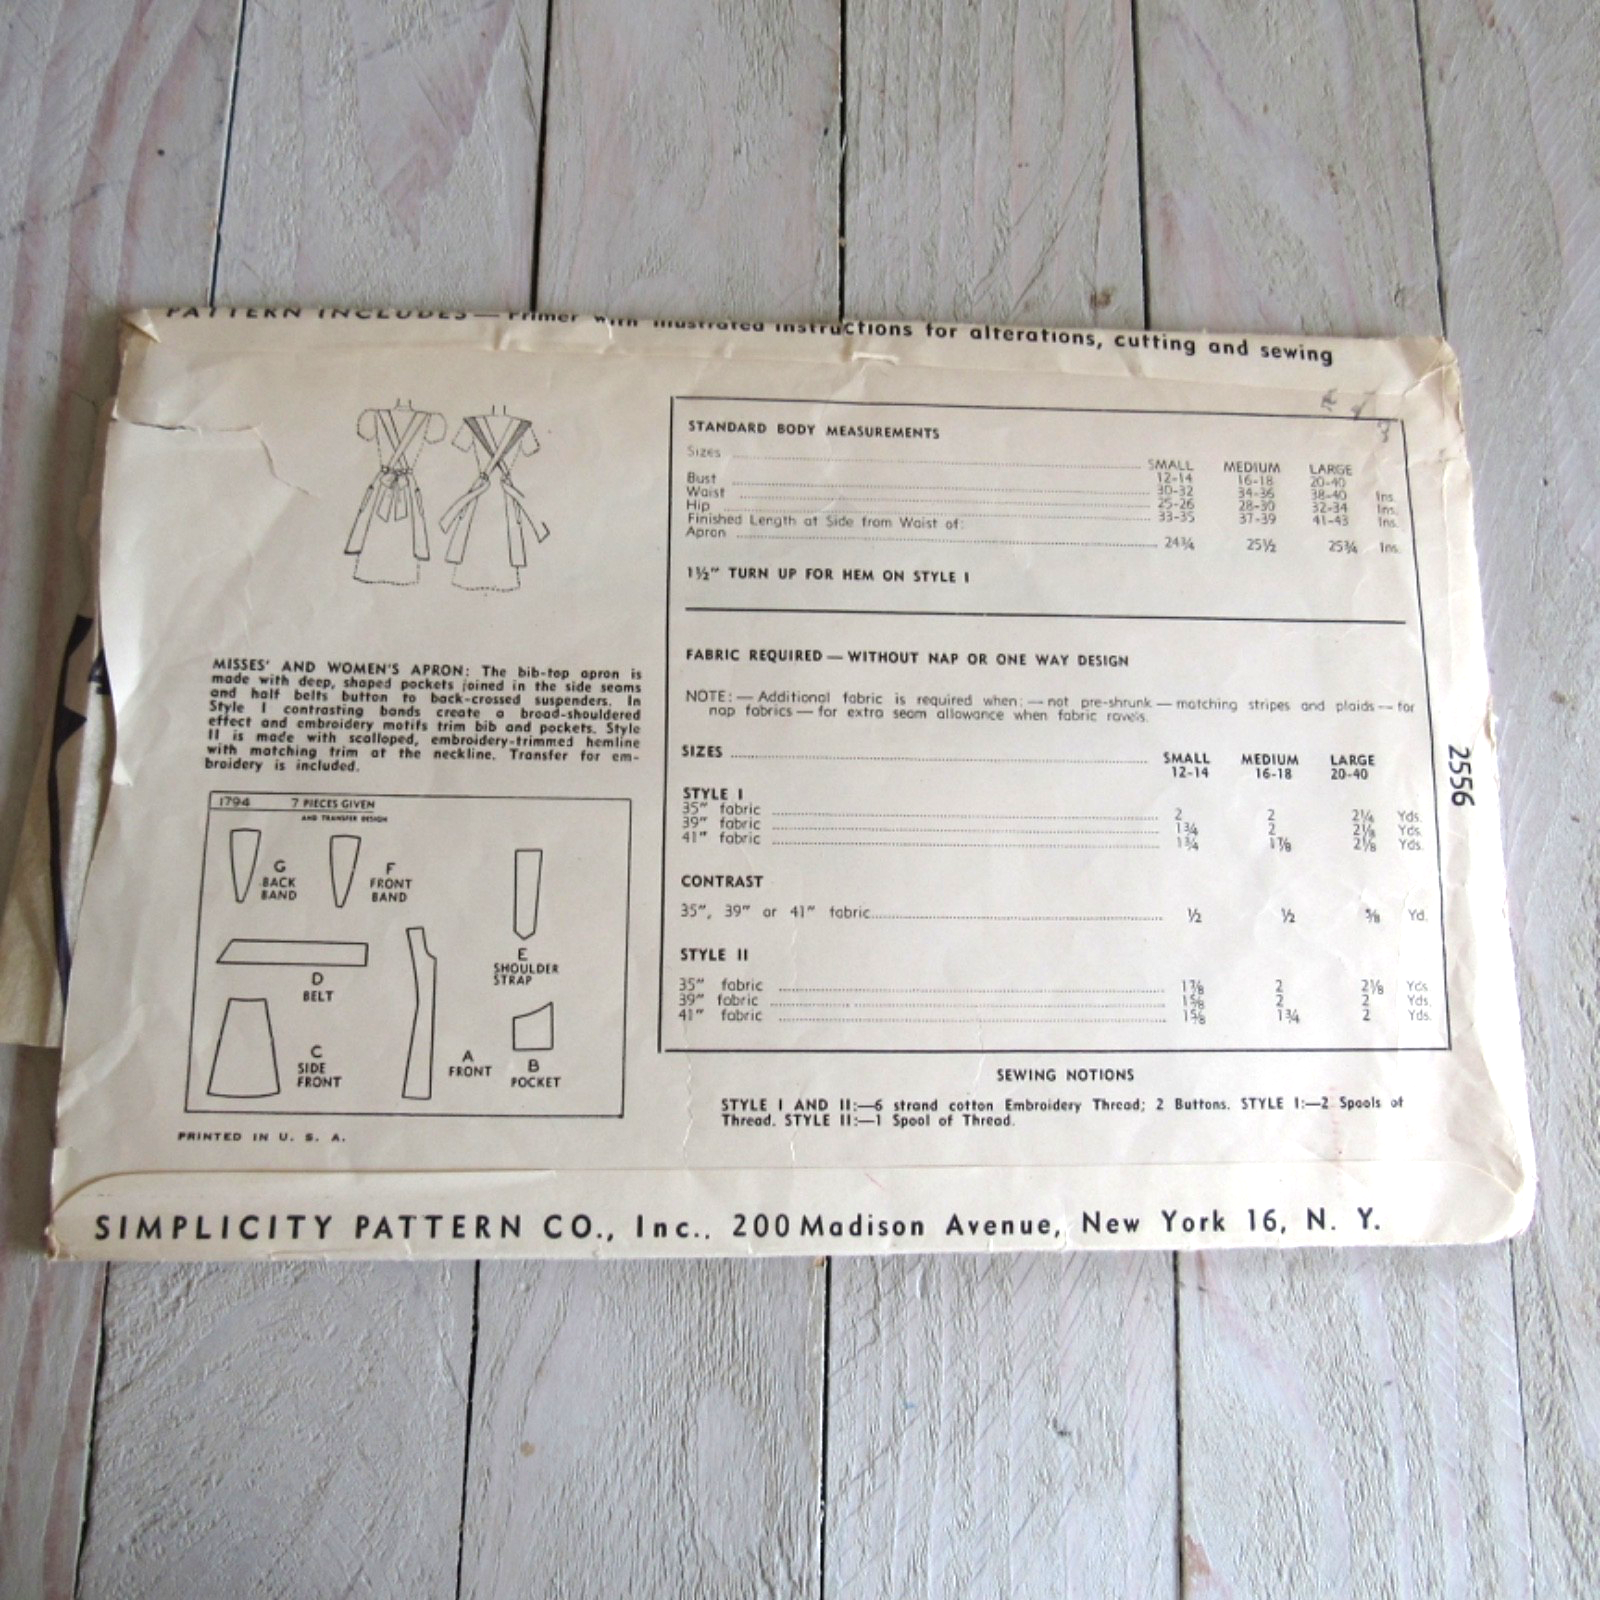 PATTERN INCLUDES — Primer with illustrated instructions for alterations, cutting and sewing
MISSES' AND WOMEN'S APRON: The bib-top apron is
made with deep, shaped pockets joined in the side seams
and half belts button to back-crossed suspenders. In
Style I contrasting bands create a broad-shouldered
effect and embroidery motifs trim bib and pockets. Style
II is made with scalloped, embroidery-trimmed hemline
with matching trim at the neckline. Transfer for em-
broidery is included.
1794 7 PIECES GIVEN
AND TRANSFER DESIGN
G
BACK
BAND
F
FRONT
BAND
E
SHOULDER
STRAP
D
BELT
C
SIDE
FRONT
A
FRONT
B
POCKET
PRINTED IN U. S. A.
STANDARD BODY MEASUREMENTS
Sizes SMALL MEDIUM LARGE
12-14 16-18 20-40
Bust 30-32 34-36 38-40 Ins.
Waist 25-26 28-30 32-34 Ins.
Hip 33-35 37-39 41-43 Ins.
Finished Length at Side from Waist of:
Apron 24¾ 25½ 25¾ Ins.
1½" TURN UP FOR HEM ON STYLE I
FABRIC REQUIRED — WITHOUT NAP OR ONE WAY DESIGN
NOTE: — Additional fabric is required when: — not pre-shrunk — matching stripes and plaids — for
nap fabrics — for extra seam allowance when fabric ravels.
SIZES SMALL MEDIUM LARGE
12-14 16-18 20-40
STYLE I
35" fabric 2 2 2¼ Yds.
39" fabric 1¾ 2 2⅛ Yds.
41" fabric 1¾ 1⅞ 2⅛ Yds.
CONTRAST
35", 39" or 41" fabric ½ ½ ⅝ Yd.
STYLE II
35" fabric 1⅞ 2 2⅛ Yds.
39" fabric 1⅝ 2 2 Yds.
41" fabric 1⅝ 1¾ 2 Yds.
SEWING NOTIONS
STYLE I AND II:—6 strand cotton Embroidery Thread; 2 Buttons. STYLE I:—2 Spools of
Thread. STYLE II:—1 Spool of Thread.
2556
SIMPLICITY PATTERN CO., Inc.. 200 Madison Avenue, New York 16, N. Y.